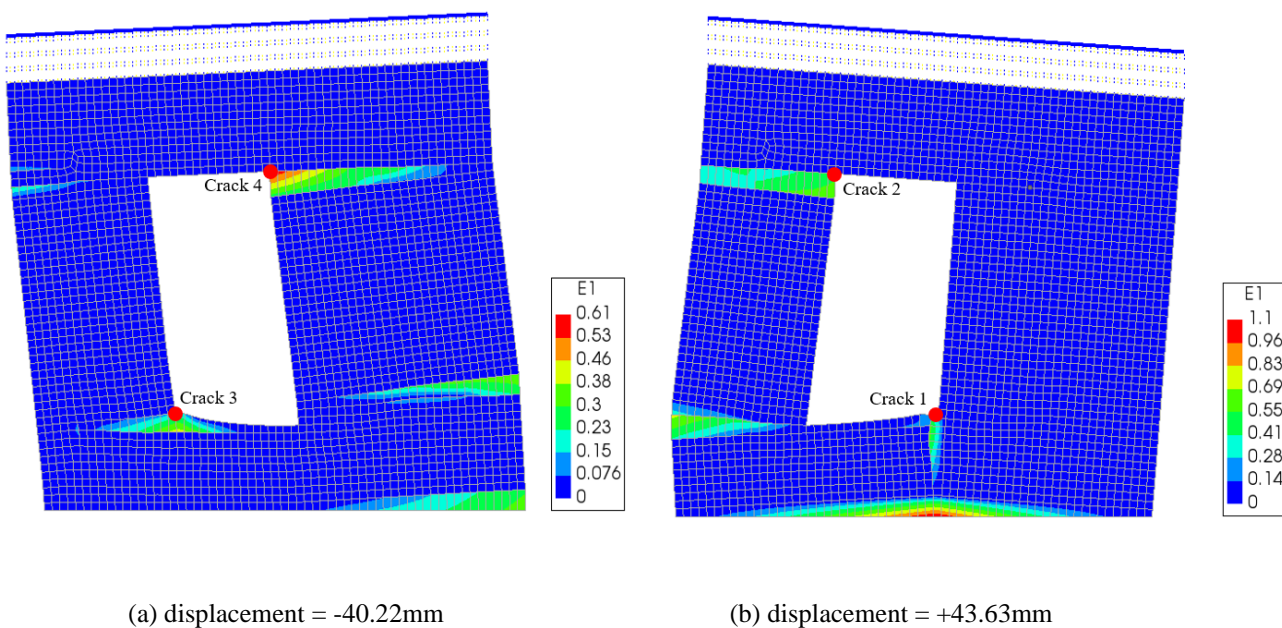 Crack 4
Crack 3
E1
0.61
0.53
0.46
0.38
0.3
0.23
0.15
0.076
0
Crack 2
Crack 1
E1
1.1
0.96
0.83
0.69
0.55
0.41
0.28
0.14
0
(a) displacement = -40.22mm
(b) displacement = +43.63mm